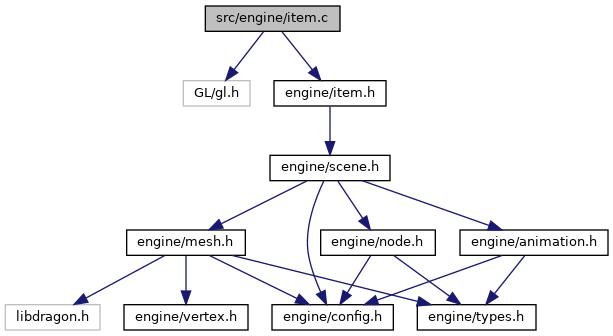 src/engine/item.c
GL/gl.h
engine/item.h
engine/scene.h
engine/mesh.h
engine/node.h
engine/animation.h
libdragon.h
engine/vertex.h
engine/config.h
engine/types.h